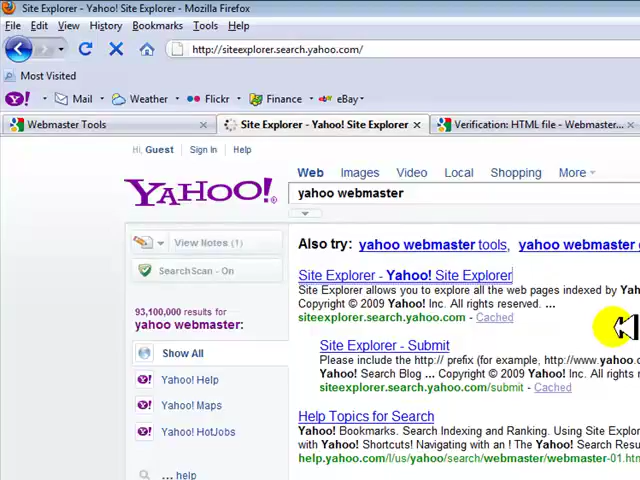 Site Explorer - Yahoo! Site Explorer - Mozilla Firefox
File Edit View History Bookmarks Tools Help
http://siteexplorer.search.yahoo.com/
Most Visited
Y! Mail Weather Flickr Finance eBay
Webmaster Tools Site Explorer - Yahoo! Site Explorer Verification: HTML file - Webmaster...
Hi, Guest Sign In Help
Web Images Video Local Shopping More
YAHOO!
yahoo webmaster
View Notes (1)
SearchScan - On
93,100,000 results for
yahoo webmaster:
Show All
Yahoo! Help
Yahoo! Maps
Yahoo! HotJobs
... help
Also try: yahoo webmaster tools, yahoo webmaster
Site Explorer - Yahoo! Site Explorer
Site Explorer allows you to explore all the web pages indexed by
Copyright © 2009 Yahoo! Inc. All rights reserved. ...
siteexplorer.search.yahoo.com - Cached
Site Explorer - Submit
Please include the http:// prefix (for example, http://www.yahoo.
Yahoo! Search Blog ... Copyright © 2009 Yahoo! Inc. All rights
siteexplorer.search.yahoo.com/submit - Cached
Help Topics for Search
Yahoo! Bookmarks. Search Indexing and Ranking. Using Site
with Yahoo! Shortcuts! Navigating with an ! The Yahoo! Search
help.yahoo.com/l/us/yahoo/search/webmaster/webmaster-01.